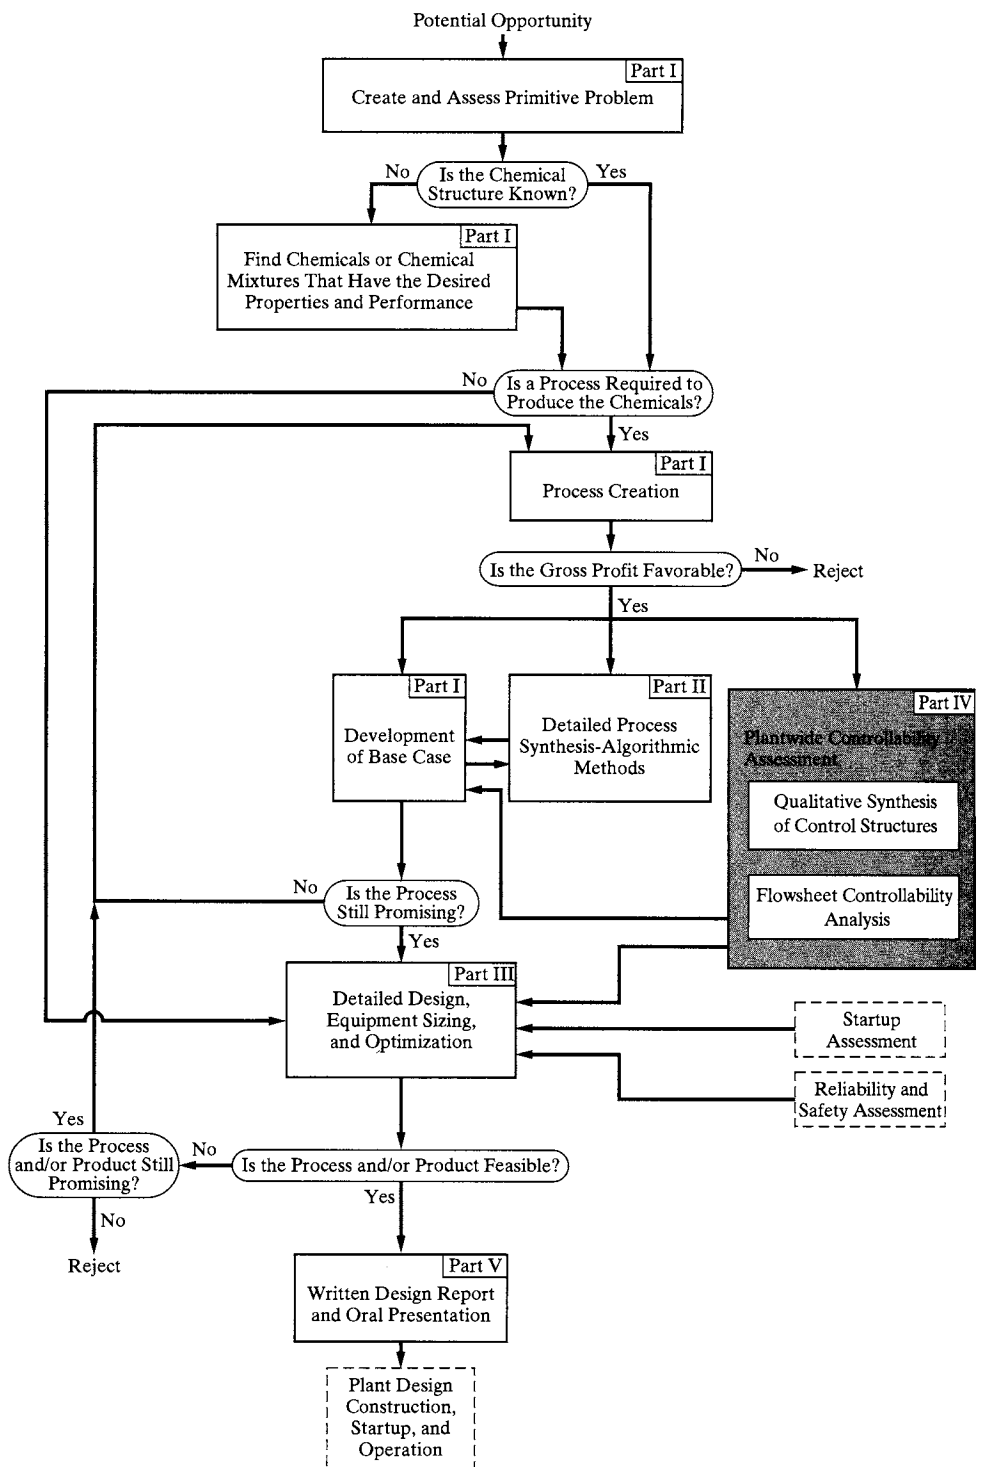 Potential Opportunity
Part I
Create and Assess Primitive Problem
No
Is the Chemical
Structure Known?
Yes
Part I
Find Chemicals or Chemical
Mixtures That Have the Desired
Properties and Performance
No
Is a Process Required to
Produce the Chemicals?
Yes
Part I
Process Creation
Is the Gross Profit Favorable?
No
Reject
Yes
Part I
Development
of Base Case
Part II
Detailed Process
Synthesis-Algorithmic
Methods
Part IV
Plantwide Controllability
Assessment
Qualitative Synthesis
of Control Structures
Flowsheet Controllability
Analysis
No
Is the Process
Still Promising?
Yes
Part III
Detailed Design,
Equipment Sizing,
and Optimization
Startup
Assessment
Reliability and
Safety Assessment
Yes
Is the Process
and/or Product Still
Promising?
No
Is the Process and/or Product Feasible?
No
Reject
Yes
Part V
Written Design Report
and Oral Presentation
Plant Design
Construction,
Startup, and
Operation